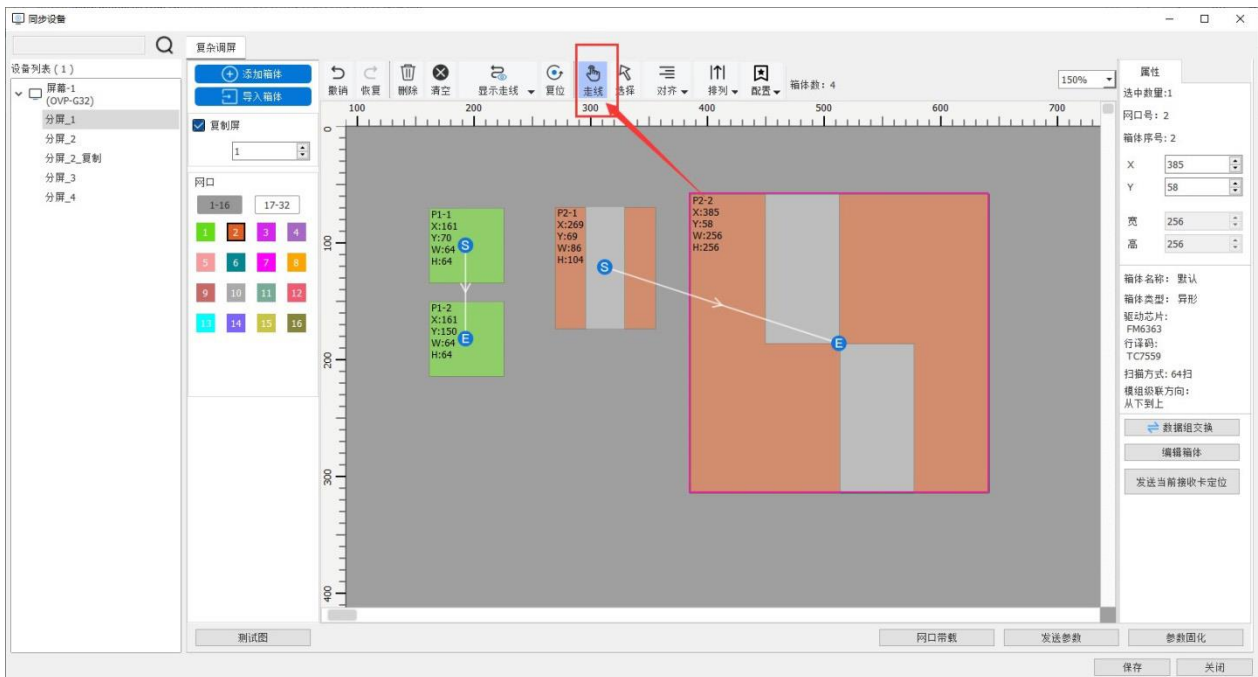 同步设备
设备列表 ( 1 )
屏幕-1
(OVP-G32)
分屏_1
分屏_2
分屏_2_复制
分屏_3
分屏_4
复杂调屏
添加箱体
导入箱体
复制屏
1
网口
1-16
17-32
1 2 3 4
5 6 7 8
9 10 11 12
13 14 15 16
撤销 恢复 删除 清空 显示走线 复位 走线 选择 对齐 排列 配置 箱体数: 4
150%
100 200 300 400 500 600 700
0
100
200
300
400
P1-1
X:161
Y:70
W:64
H:64
S
P1-2
X:161
Y:150
W:64
H:64
E
P2-1
X:269
Y:69
W:86
H:104
S
P2-2
X:385
Y:58
W:256
H:256
E
属性
选中数量:1
网口号: 2
箱体序号: 2
X 385
Y 58
宽 256
高 256
箱体名称: 默认
箱体类型: 异形
驱动芯片:
FM6363
行译码:
TC7559
扫描方式: 64扫
模组级联方向:
从下到上
数据组交换
编辑箱体
发送当前接收卡定位
测试图
网口带载
发送参数
参数固化
保存
关闭